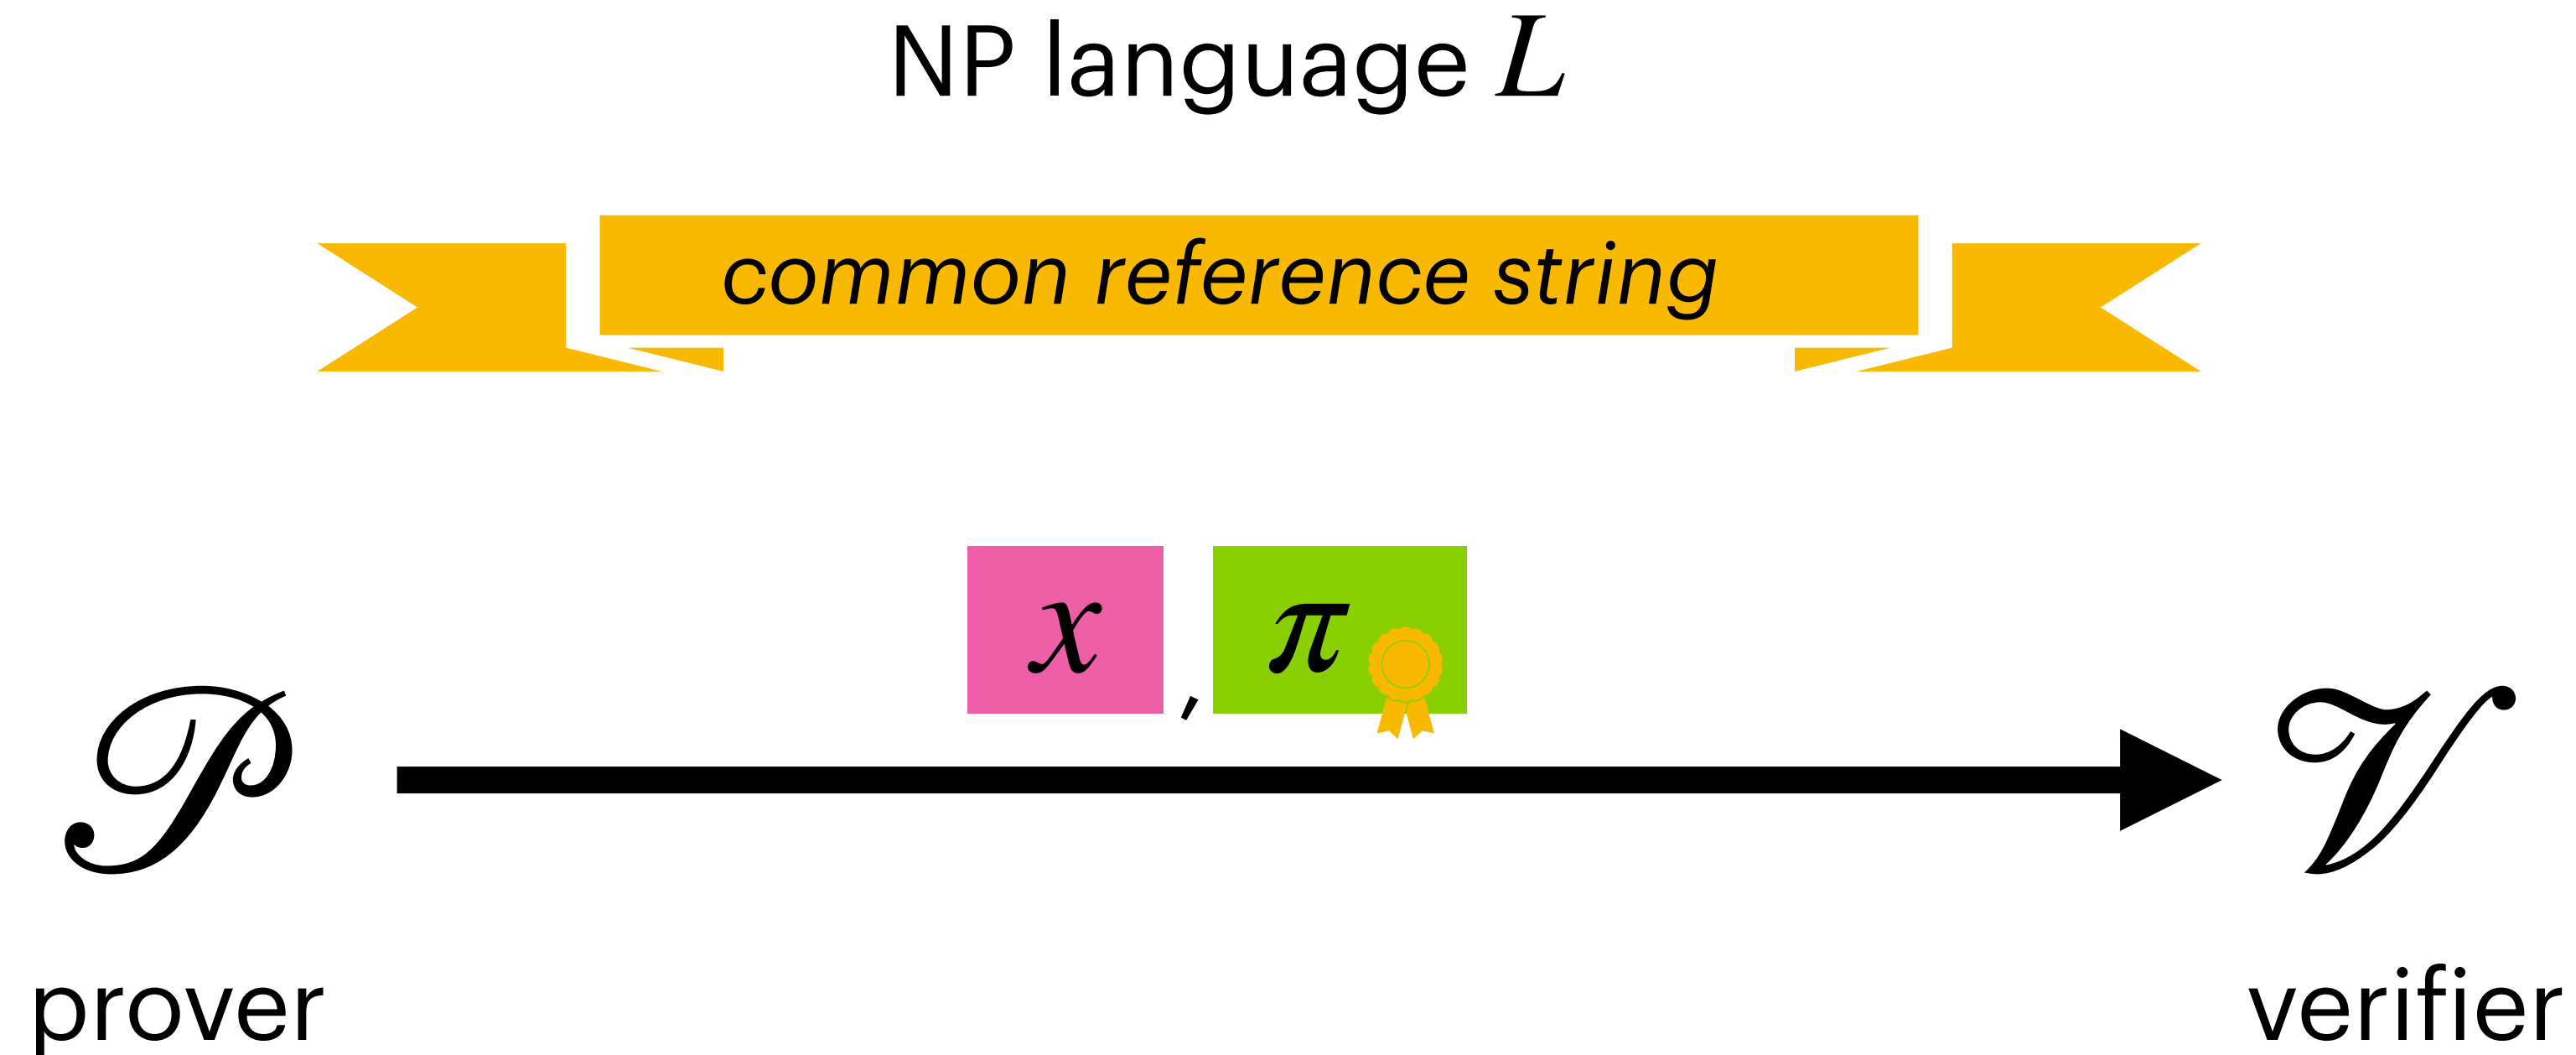 NP language L
common reference string
x , π
𝒫 𝒱
prover verifier